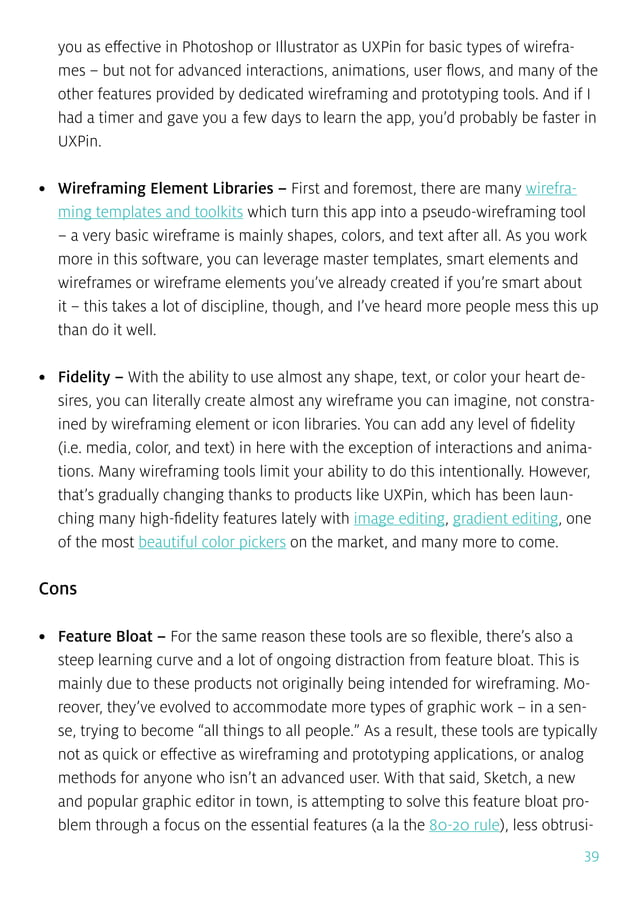 you as effective in Photoshop or Illustrator as UXPin for basic types of wirefra-
mes – but not for advanced interactions, animations, user flows, and many of the
other features provided by dedicated wireframing and prototyping tools. And if I
had a timer and gave you a few days to learn the app, you’d probably be faster in
UXPin.
• Wireframing Element Libraries – First and foremost, there are many wirefra-
ming templates and toolkits which turn this app into a pseudo-wireframing tool
– a very basic wireframe is mainly shapes, colors, and text after all. As you work
more in this software, you can leverage master templates, smart elements and
wireframes or wireframe elements you’ve already created if you’re smart about
it – this takes a lot of discipline, though, and I’ve heard more people mess this up
than do it well.
• Fidelity – With the ability to use almost any shape, text, or color your heart de-
sires, you can literally create almost any wireframe you can imagine, not constra-
ined by wireframing element or icon libraries. You can add any level of fidelity
(i.e. media, color, and text) in here with the exception of interactions and anima-
tions. Many wireframing tools limit your ability to do this intentionally. However,
that’s gradually changing thanks to products like UXPin, which has been laun-
ching many high-fidelity features lately with image editing, gradient editing, one
of the most beautiful color pickers on the market, and many more to come.
Cons
• Feature Bloat – For the same reason these tools are so flexible, there’s also a
steep learning curve and a lot of ongoing distraction from feature bloat. This is
mainly due to these products not originally being intended for wireframing. Mo-
reover, they’ve evolved to accommodate more types of graphic work – in a sen-
se, trying to become “all things to all people.” As a result, these tools are typically
not as quick or effective as wireframing and prototyping applications, or analog
methods for anyone who isn’t an advanced user. With that said, Sketch, a new
and popular graphic editor in town, is attempting to solve this feature bloat pro-
blem through a focus on the essential features (a la the 80-20 rule), less obtrusi-
39